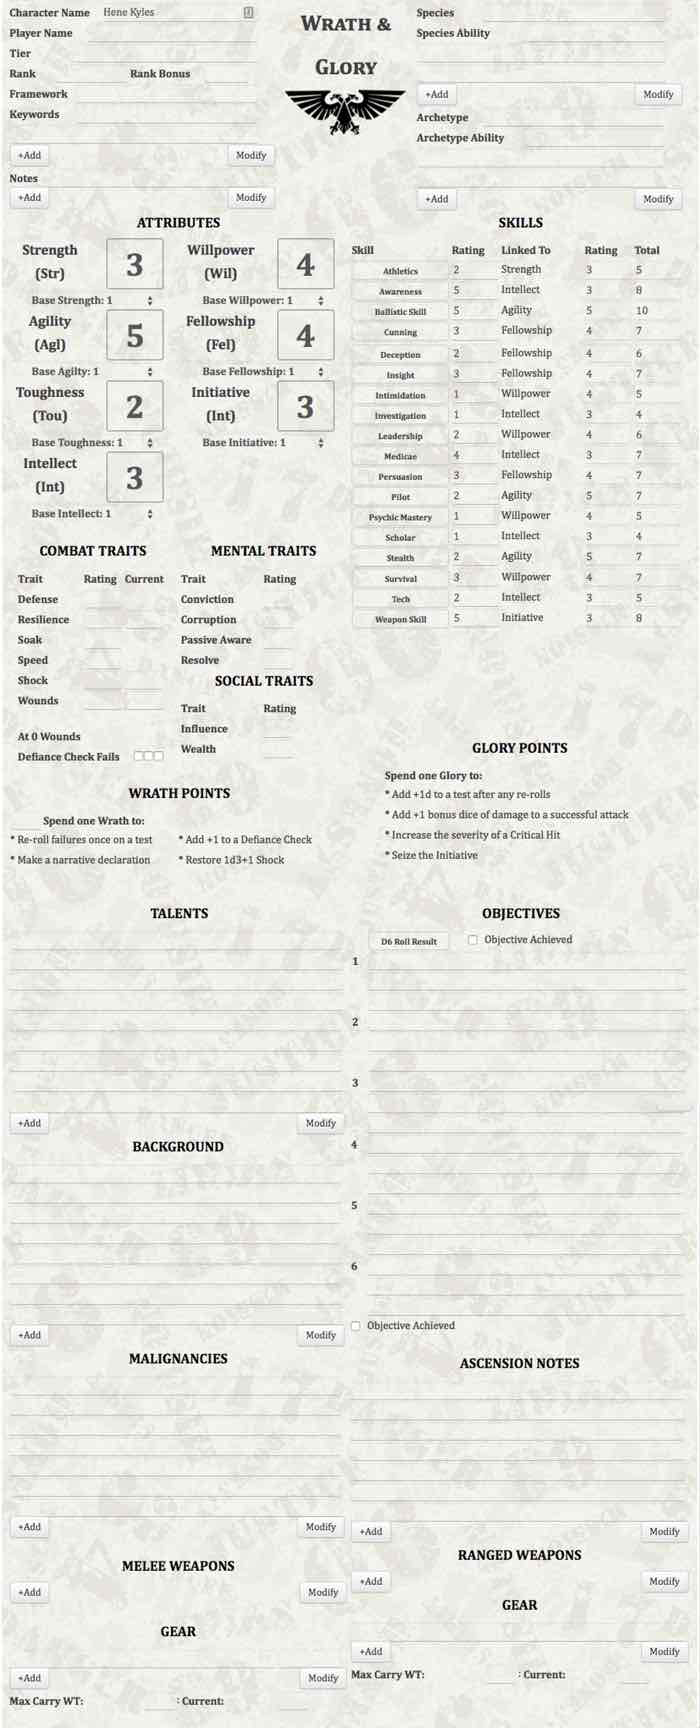 Character Name Hene Kyles
Player Name
Tier
Rank Rank Bonus
Framework
Keywords
+Add Modify
Notes
+Add Modify
Wrath &
Glory
Species
Species Ability
+Add Modify
Archetype
Archetype Ability
+Add Modify
ATTRIBUTES
Strength (Str) 3
Base Strength: 1
Willpower (Wil) 4
Base Willpower: 1
Agility (Agl) 5
Base Agilty: 1
Fellowship (Fel) 4
Base Fellowship: 1
Toughness (Tou) 2
Base Toughness: 1
Initiative (Int) 3
Base Initiative: 1
Intellect (Int) 3
Base Intellect: 1
SKILLS
Skill Rating Linked To Rating Total
Athletics 2 Strength 3 5
Awareness 5 Intellect 3 8
Ballistic Skill 5 Agility 5 10
Cunning 3 Fellowship 4 7
Deception 2 Fellowship 4 6
Insight 3 Fellowship 4 7
Intimidation 1 Willpower 4 5
Investigation 1 Intellect 3 4
Leadership 2 Willpower 4 6
Medicae 4 Intellect 3 7
Persuasion 3 Fellowship 4 7
Pilot 2 Agility 5 7
Psychic Mastery 1 Willpower 4 5
Scholar 1 Intellect 3 4
Stealth 2 Agility 5 7
Survival 3 Willpower 4 7
Tech 2 Intellect 3 5
Weapon Skill 5 Initiative 3 8
COMBAT TRAITS
Trait Rating Current
Defense
Resilience
Soak
Speed
Shock
Wounds
At 0 Wounds
Defiance Check Fails
MENTAL TRAITS
Trait Rating
Conviction
Corruption
Passive Aware
Resolve
SOCIAL TRAITS
Trait Rating
Influence
Wealth
WRATH POINTS
Spend one Wrath to:
* Re-roll failures once on a test * Add +1 to a Defiance Check
* Make a narrative declaration * Restore 1d3+1 Shock
GLORY POINTS
Spend one Glory to:
* Add +1d to a test after any re-rolls
* Add +1 bonus dice of damage to a successful attack
* Increase the severity of a Critical Hit
* Seize the Initiative
TALENTS
+Add Modify
BACKGROUND
+Add Modify
MALIGNANCIES
+Add Modify
MELEE WEAPONS
+Add Modify
GEAR
+Add Modify
Max Carry WT: : Current:
OBJECTIVES
D6 Roll Result Objective Achieved
1
2
3
4
5
6
Objective Achieved
ASCENSION NOTES
+Add Modify
RANGED WEAPONS
+Add Modify
GEAR
+Add Modify
Max Carry WT: : Current: